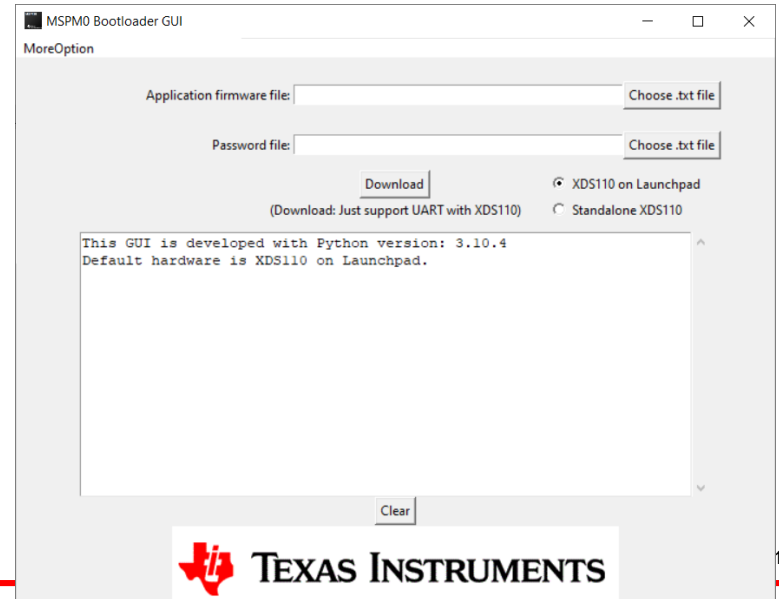 MSPM0 Bootloader GUI
MoreOption
Application firmware file: Choose .txt file
Password file: Choose .txt file
Download XDS110 on Launchpad
(Download: Just support UART with XDS110) Standalone XDS110
This GUI is developed with Python version: 3.10.4
Default hardware is XDS110 on Launchpad.
Clear
TEXAS INSTRUMENTS